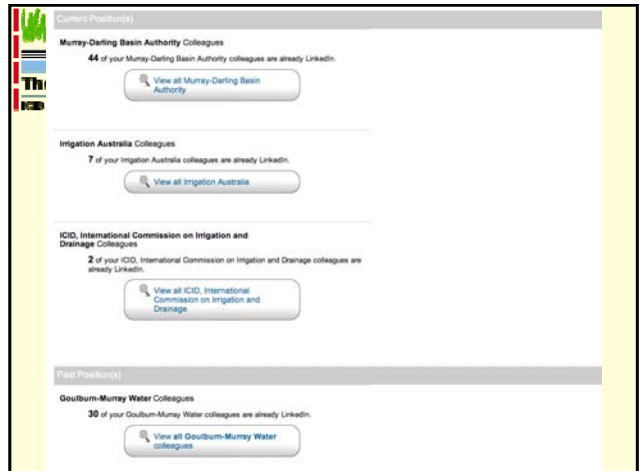 Current Position(s)
Murray-Darling Basin Authority Colleagues
44 of your Murray-Darling Basin Authority colleagues are already LinkedIn.
View all Murray-Darling Basin
Authority
Irrigation Australia Colleagues
7 of your Irrigation Australia colleagues are already LinkedIn.
View all Irrigation Australia
ICID, International Commission on Irrigation and
Drainage Colleagues
2 of your ICID, International Commission on Irrigation and Drainage colleagues are
already LinkedIn.
View all ICID, International
Commission on Irrigation and
Drainage
Past Position(s)
Goulburn-Murray Water Colleagues
30 of your Goulburn-Murray Water colleagues are already LinkedIn.
View all Goulburn-Murray Water
colleagues